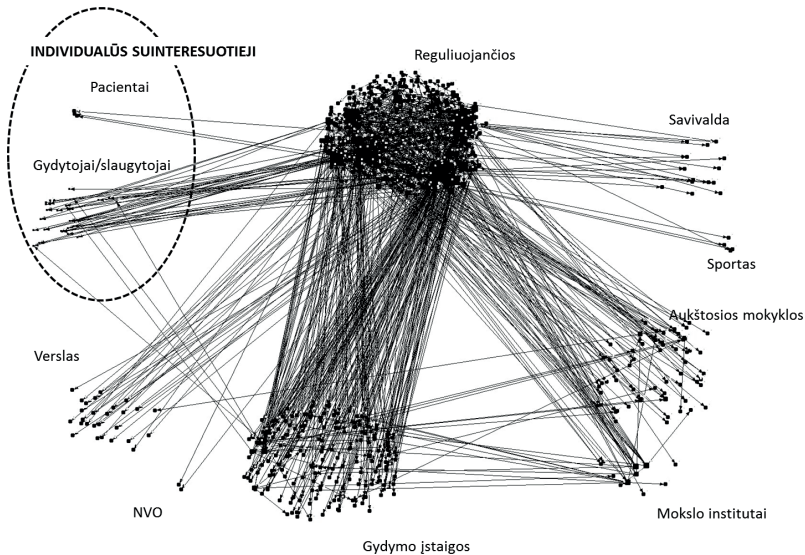 INDIVIDUALŪS SUINTERESUOTIEJI
Reguliuojančios
Pacientai
Savivalda
Gydytojai/slaugytojai
Sportas
Aukštosios mokyklos
Verslas
NVO
Mokslo institutai
Gydymo įstaigos